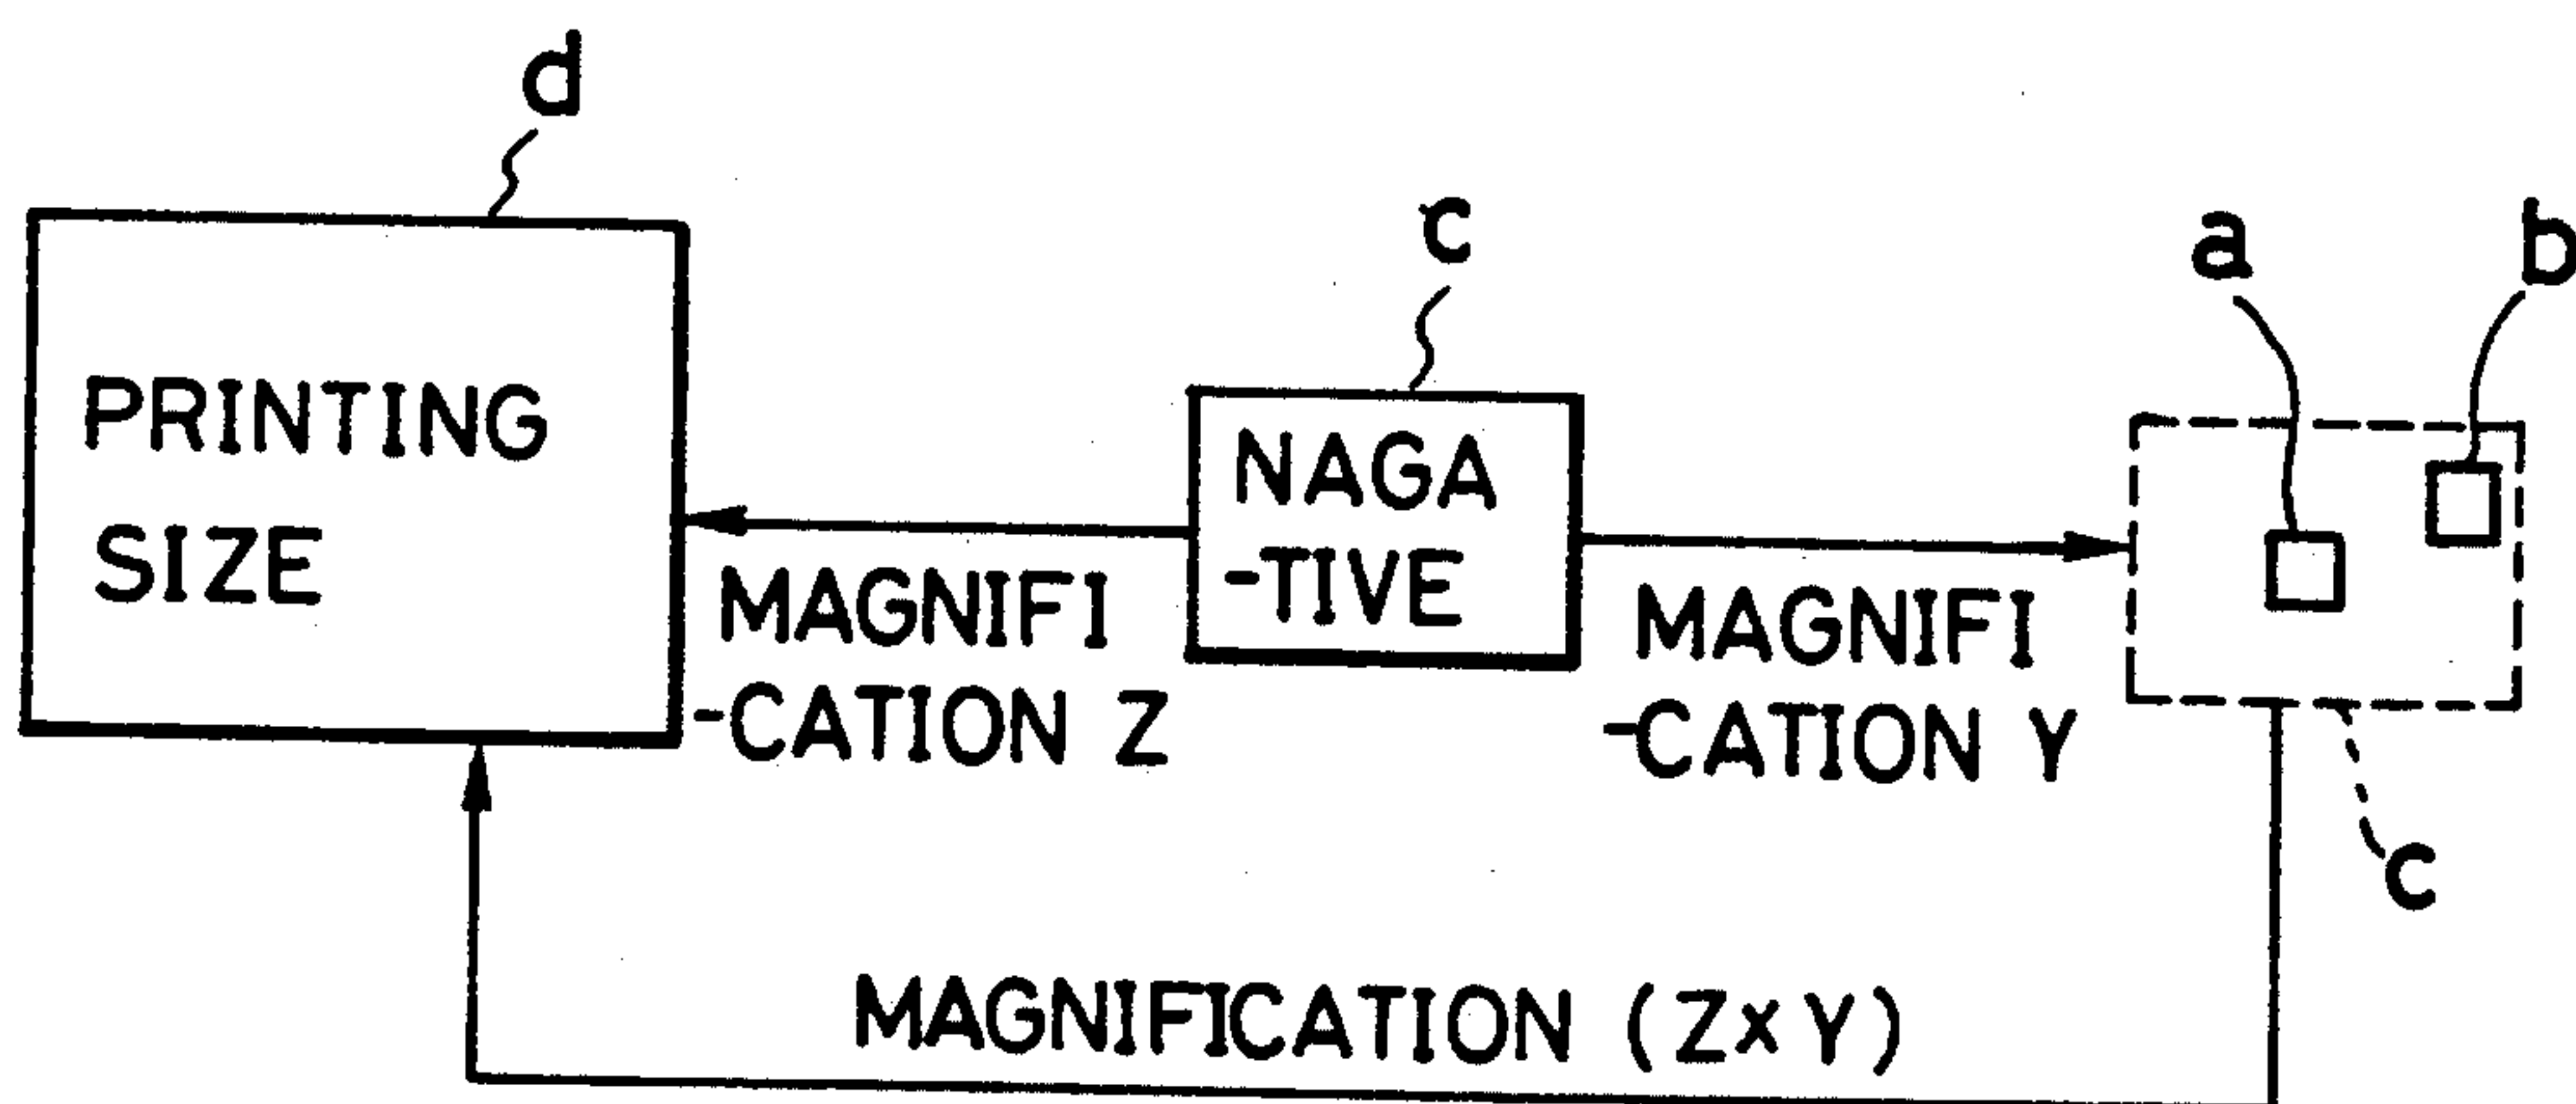 d
c
a
b
PRINTING
SIZE
NAGA
-TIVE
MAGNIFI
-CATION Z
MAGNIFI
-CATION Y
c
MAGNIFICATION (Z×Y)